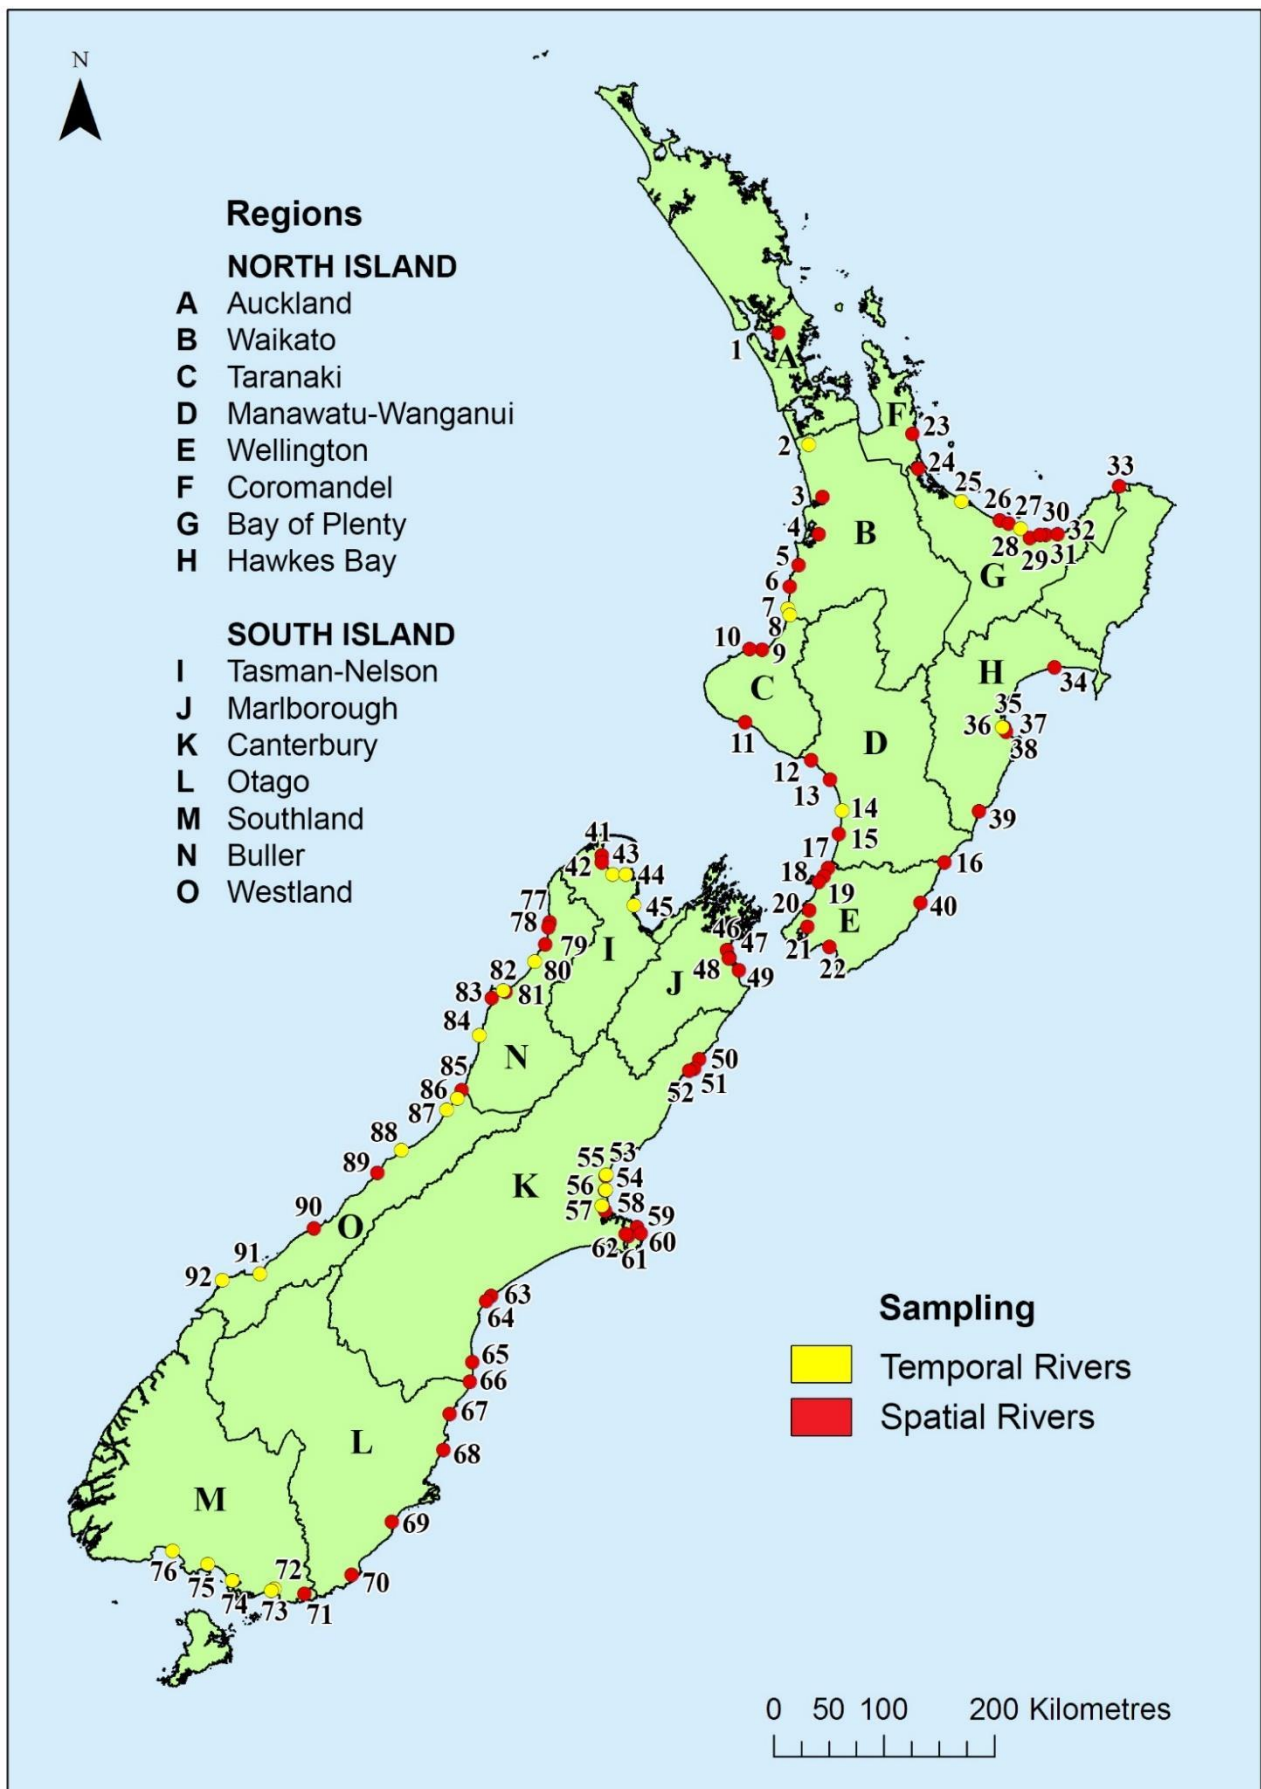 N
Regions
NORTH ISLAND
A Auckland
B Waikato
C Taranaki
D Manawatu-Wanganui
E Wellington
F Coromandel
G Bay of Plenty
H Hawkes Bay
SOUTH ISLAND
I Tasman-Nelson
J Marlborough
K Canterbury
L Otago
M Southland
N Buller
O Westland
1
A
F
23
2
24
33
3
25
26
27
30
4
B
32
28
31
5
29
G
6
7
8
10
9
H
34
C
35
36
37
11
38
D
12
13
14
39
15
41
17
16
42
43
44
18
19
40
45
20
E
77
21
22
78
I
46
47
79
48
49
80
J
82
83
81
84
N
50
85
51
52
86
87
88
53
55
54
89
K
56
58
57
90
59
O
62
60
61
91
92
63
64
Sampling
65
Temporal Rivers
66
67
Spatial Rivers
L
68
M
69
76
72
70
75
74
73
71
0 50 100 200 Kilometres